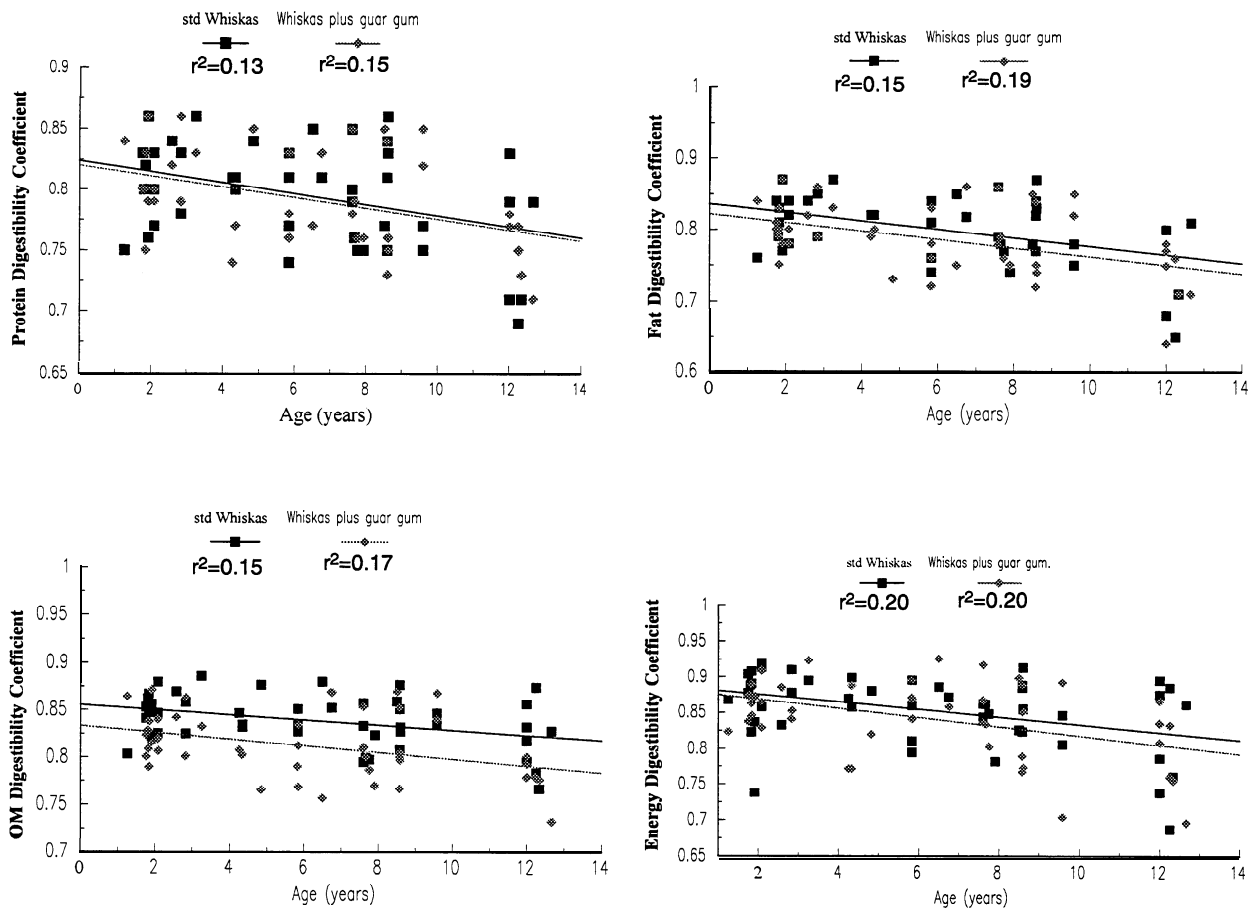 std Whiskas Whiskas plus guar gum
r²=0.13 r²=0.15
Protein Digestibility Coefficient
0.9
0.85
0.8
0.75
0.7
0.65
0 2 4 6 8 10 12 14
Age (years)
std Whiskas Whiskas plus guar gum
r²=0.15 r²=0.19
Fat Digestibility Coefficient
1
0.9
0.8
0.7
0.6
0 2 4 6 8 10 12 14
Age (years)
std Whiskas Whiskas plus guar gum
r²=0.15 r²=0.17
OM Digestibility Coefficient
1
0.95
0.9
0.85
0.8
0.75
0.7
0 2 4 6 8 10 12 14
Age (years)
std Whiskas Whiskas plus guar gum.
r²=0.20 r²=0.20
Energy Digestibility Coefficient
1
0.95
0.9
0.85
0.8
0.75
0.7
0.65
2 4 6 8 10 12 14
Age (years)